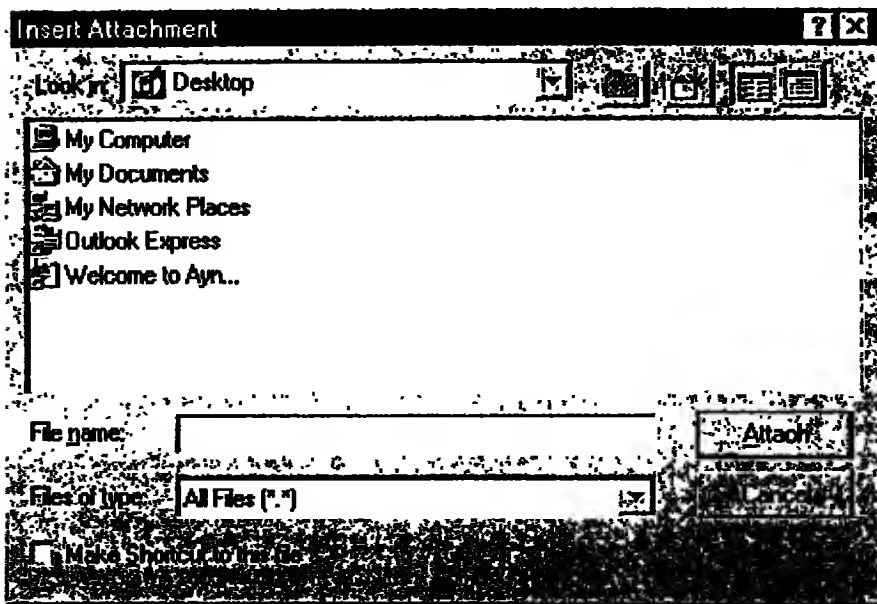 Insert Attachment
Look in: Desktop
My Computer
My Documents
My Network Places
Outlook Express
Welcome to Ayn...
File name:
Attach
Files of type: All Files (*.*)
Cancel
Make Shortcut to this file